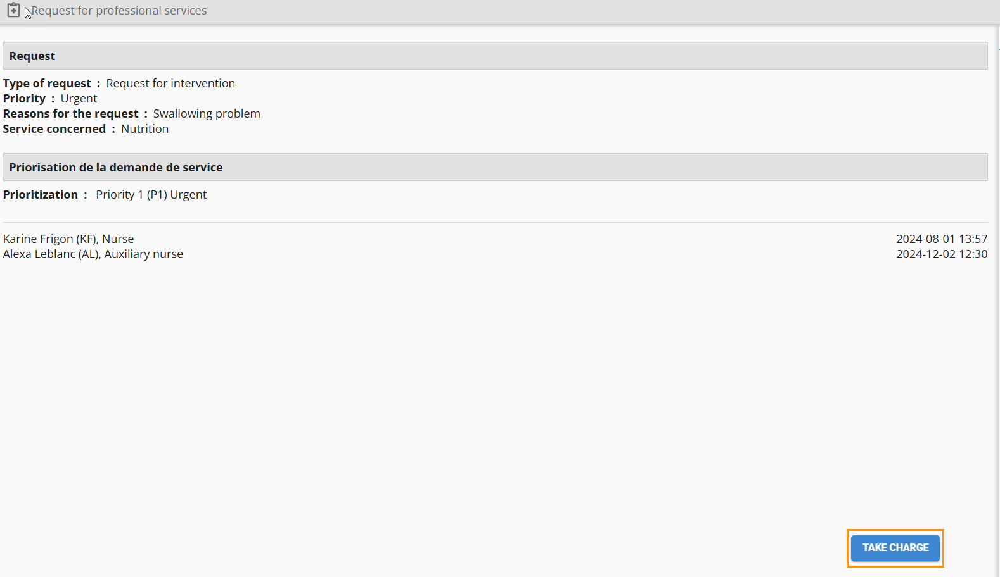 Request for professional services
Request
Type of request : Request for intervention
Priority : Urgent
Reasons for the request : Swallowing problem
Service concerned : Nutrition
Priorisation de la demande de service
Prioritization : Priority 1 (P1) Urgent
Karine Frigon (KF), Nurse 2024-08-01 13:57
Alexa Leblanc (AL), Auxiliary nurse 2024-12-02 12:30
TAKE CHARGE